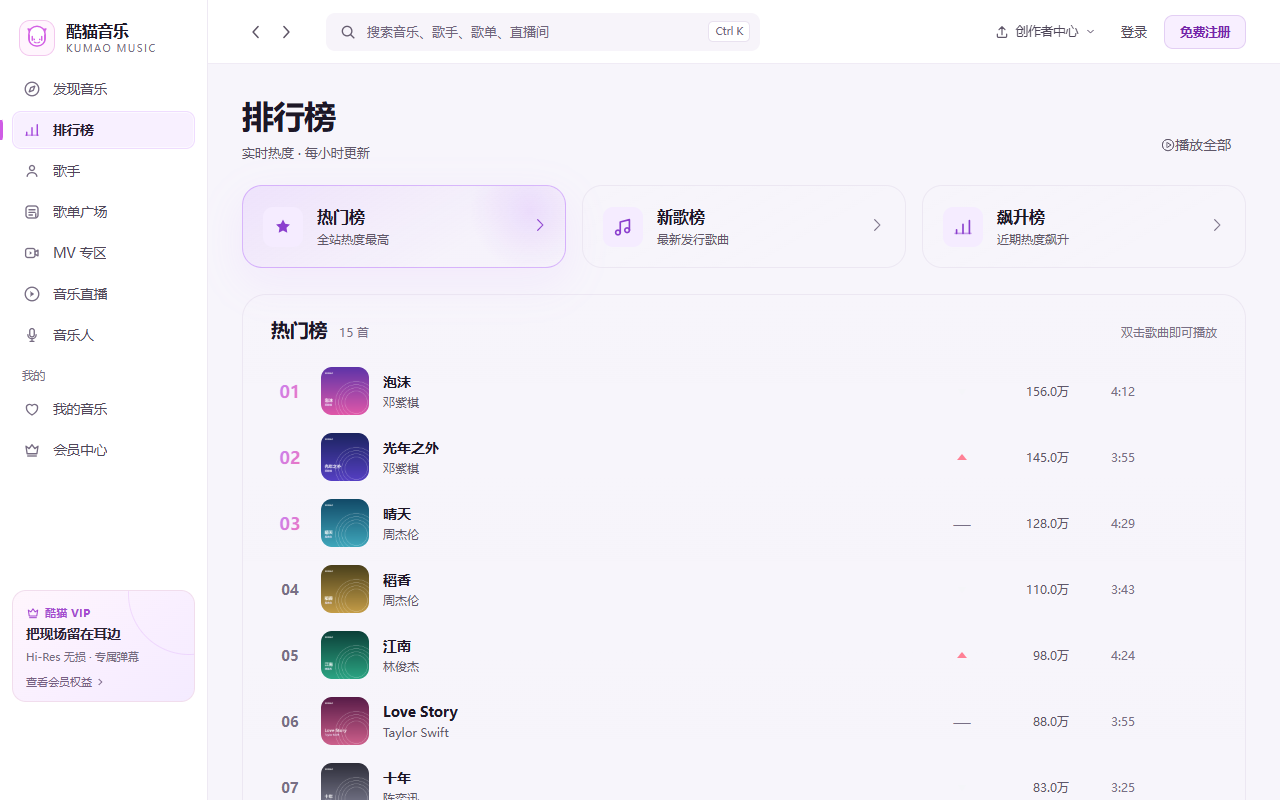 酷猫音乐
KUMAO MUSIC
发现音乐
排行榜
歌手
歌单广场
MV 专区
音乐直播
音乐人
我的
我的音乐
会员中心
酷猫 VIP
把现场留在耳边
Hi-Res 无损 · 专属弹幕
查看会员权益
搜索音乐、歌手、歌单、直播间
Ctrl K
创作者中心
登录
免费注册
排行榜
实时热度 · 每小时更新
播放全部
热门榜
全站热度最高
新歌榜
最新发行歌曲
飙升榜
近期热度飙升
热门榜 15 首
双击歌曲即可播放
01 泡沫 156.0万 4:12
邓紫棋
02 光年之外 145.0万 3:55
邓紫棋
03 晴天 128.0万 4:29
周杰伦
04 稻香 110.0万 3:43
周杰伦
05 江南 98.0万 4:24
林俊杰
06 Love Story 88.0万 3:55
Taylor Swift
07 十年 83.0万 3:25
陈奕迅